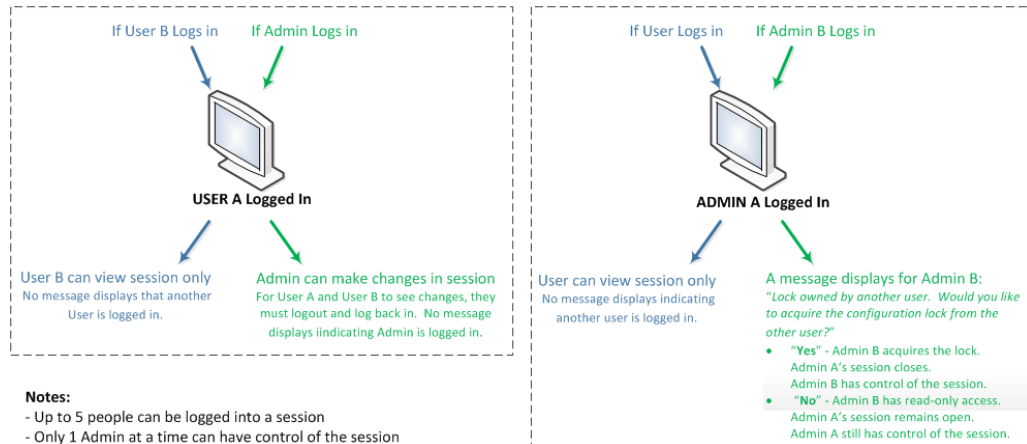 If User B Logs in
If Admin Logs in
USER A Logged In
User B can view session only
No message displays that another
User is logged in.
Admin can make changes in session
For User A and User B to see changes, they
must logout and log back in. No message
displays iindicating Admin is logged in.
Notes:
- Up to 5 people can be logged into a session
- Only 1 Admin at a time can have control of the session
If User Logs in
If Admin B Logs in
ADMIN A Logged In
User can view session only
No message displays indicating
another user is logged in.
A message displays for Admin B:
"Lock owned by another user. Would you like
to acquire the configuration lock from the
other user?"
• "Yes" - Admin B acquires the lock.
Admin A's session closes.
Admin B has control of the session.
• "No" - Admin B has read-only access.
Admin A's session remains open.
Admin A still has control of the session.